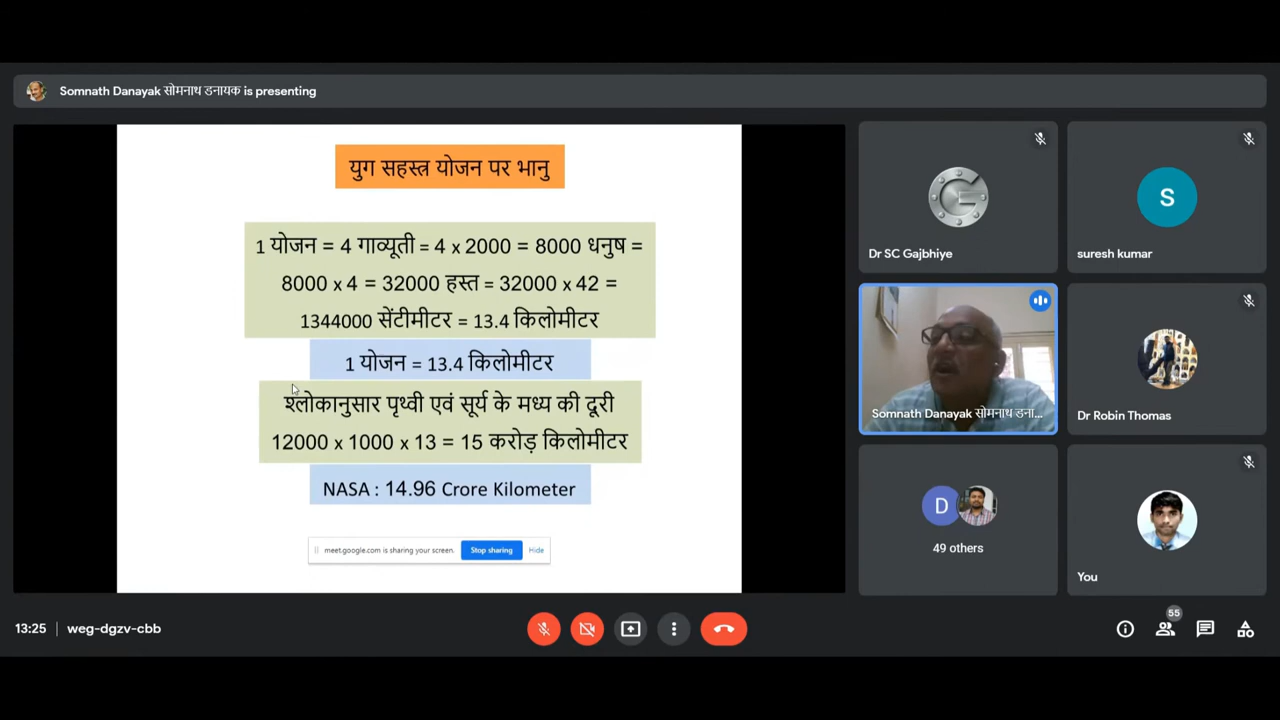 Somnath Danayak सोमनाथ डनायक is presenting
युग सहस्त्र योजन पर भानु
1 योजन = 4 गाव्यूती = 4 x 2000 = 8000 धनुष =
8000 x 4 = 32000 हस्त = 32000 x 42 =
1344000 सेंटीमीटर = 13.4 किलोमीटर
1 योजन = 13.4 किलोमीटर
श्लोकानुसार पृथ्वी एवं सूर्य के मध्य की दूरी
12000 x 1000 x 13 = 15 करोड़ किलोमीटर
NASA : 14.96 Crore Kilometer
meet.google.com is sharing your screen.
Stop sharing
Hide
Dr SC Gajbhiye
S
suresh kumar
Somnath Danayak सोमनाथ डना...
Dr Robin Thomas
D
49 others
You
13:25
weg-dgzv-cbb
55